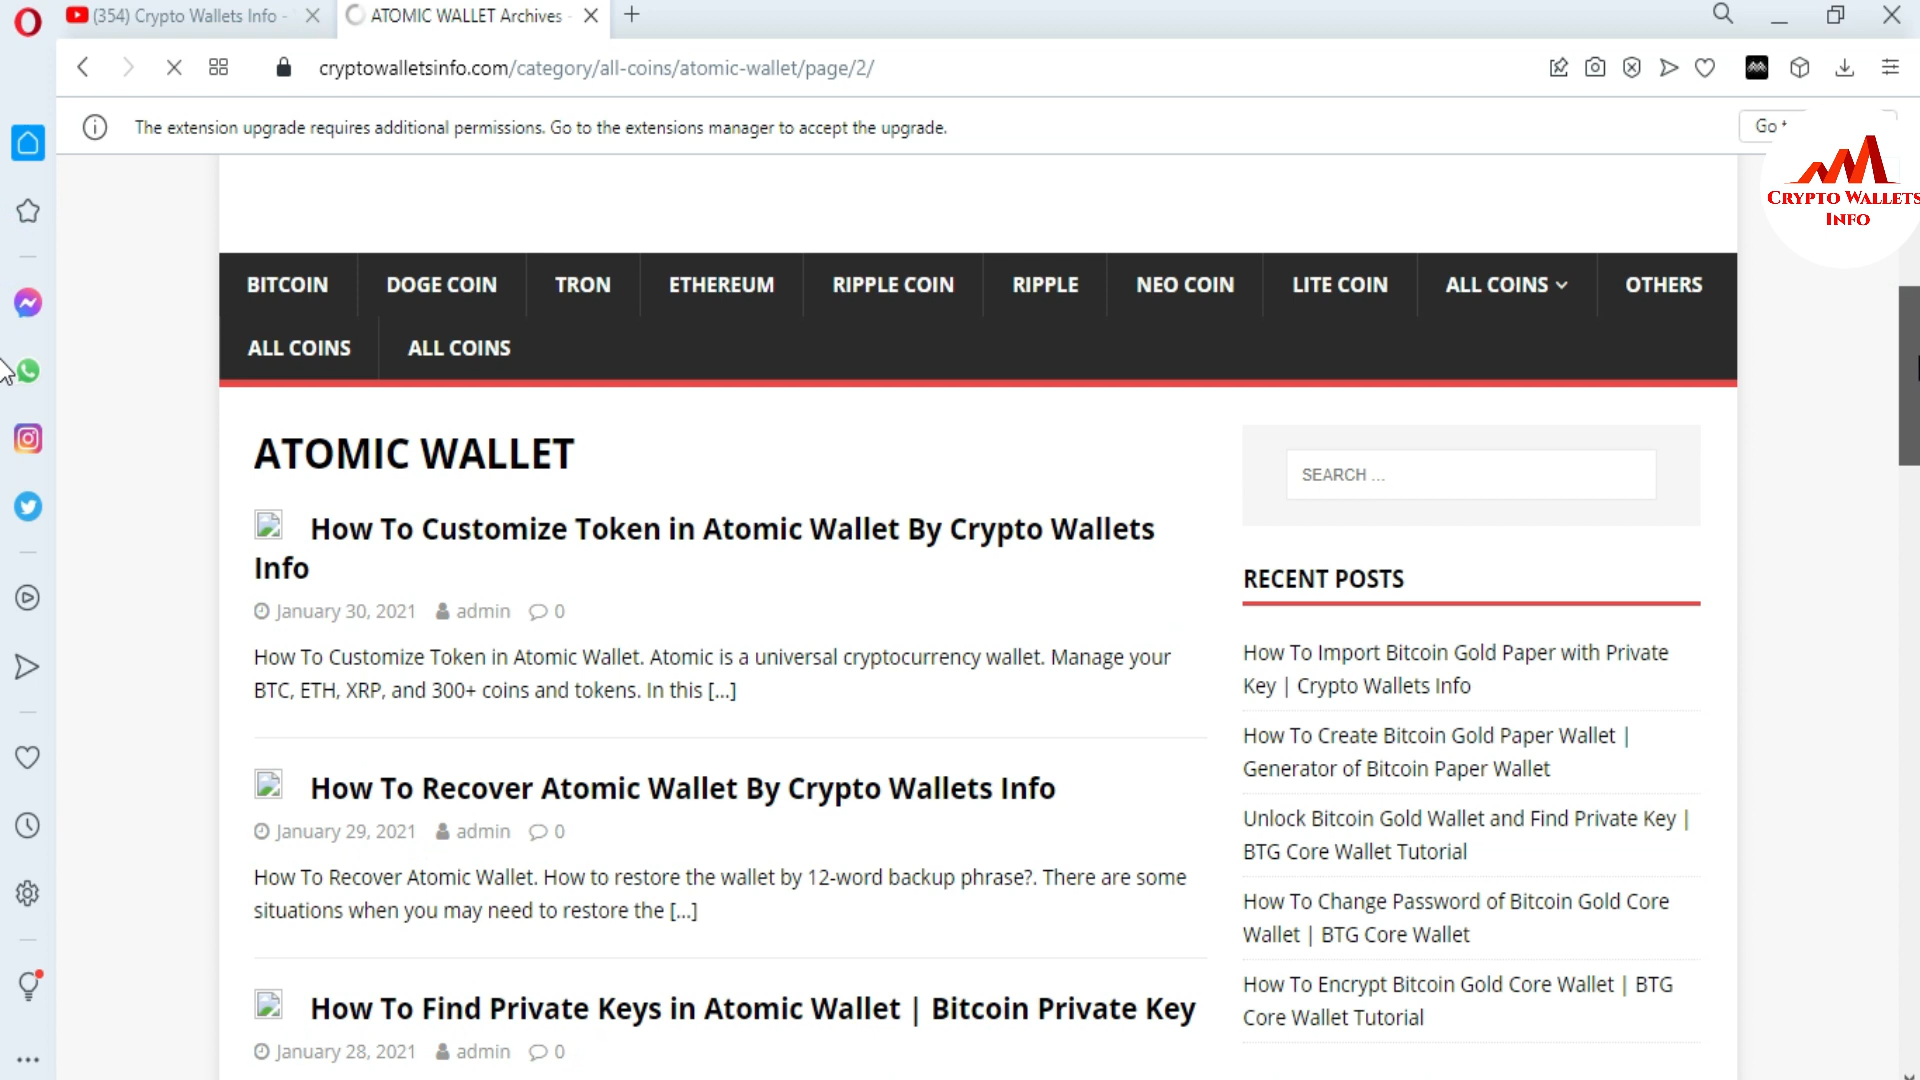 (354) Crypto Wallets Info -
ATOMIC WALLET Archives -
cryptowalletsinfo.com/category/all-coins/atomic-wallet/page/2/
The extension upgrade requires additional permissions. Go to the extensions manager to accept the upgrade.
Go
CRYPTO WALLETS
INFO
BITCOIN
DOGE COIN
TRON
ETHEREUM
RIPPLE COIN
RIPPLE
NEO COIN
LITE COIN
ALL COINS
OTHERS
ALL COINS
ALL COINS
ATOMIC WALLET
How To Customize Token in Atomic Wallet By Crypto Wallets
Info
January 30, 2021 admin 0
How To Customize Token in Atomic Wallet. Atomic is a universal cryptocurrency wallet. Manage your
BTC, ETH, XRP, and 300+ coins and tokens. In this [...]
How To Recover Atomic Wallet By Crypto Wallets Info
January 29, 2021 admin 0
How To Recover Atomic Wallet. How to restore the wallet by 12-word backup phrase?. There are some
situations when you may need to restore the [...]
How To Find Private Keys in Atomic Wallet | Bitcoin Private Key
January 28, 2021 admin 0
SEARCH ...
RECENT POSTS
How To Import Bitcoin Gold Paper with Private
Key | Crypto Wallets Info
How To Create Bitcoin Gold Paper Wallet |
Generator of Bitcoin Paper Wallet
Unlock Bitcoin Gold Wallet and Find Private Key |
BTG Core Wallet Tutorial
How To Change Password of Bitcoin Gold Core
Wallet | BTG Core Wallet
How To Encrypt Bitcoin Gold Core Wallet | BTG
Core Wallet Tutorial